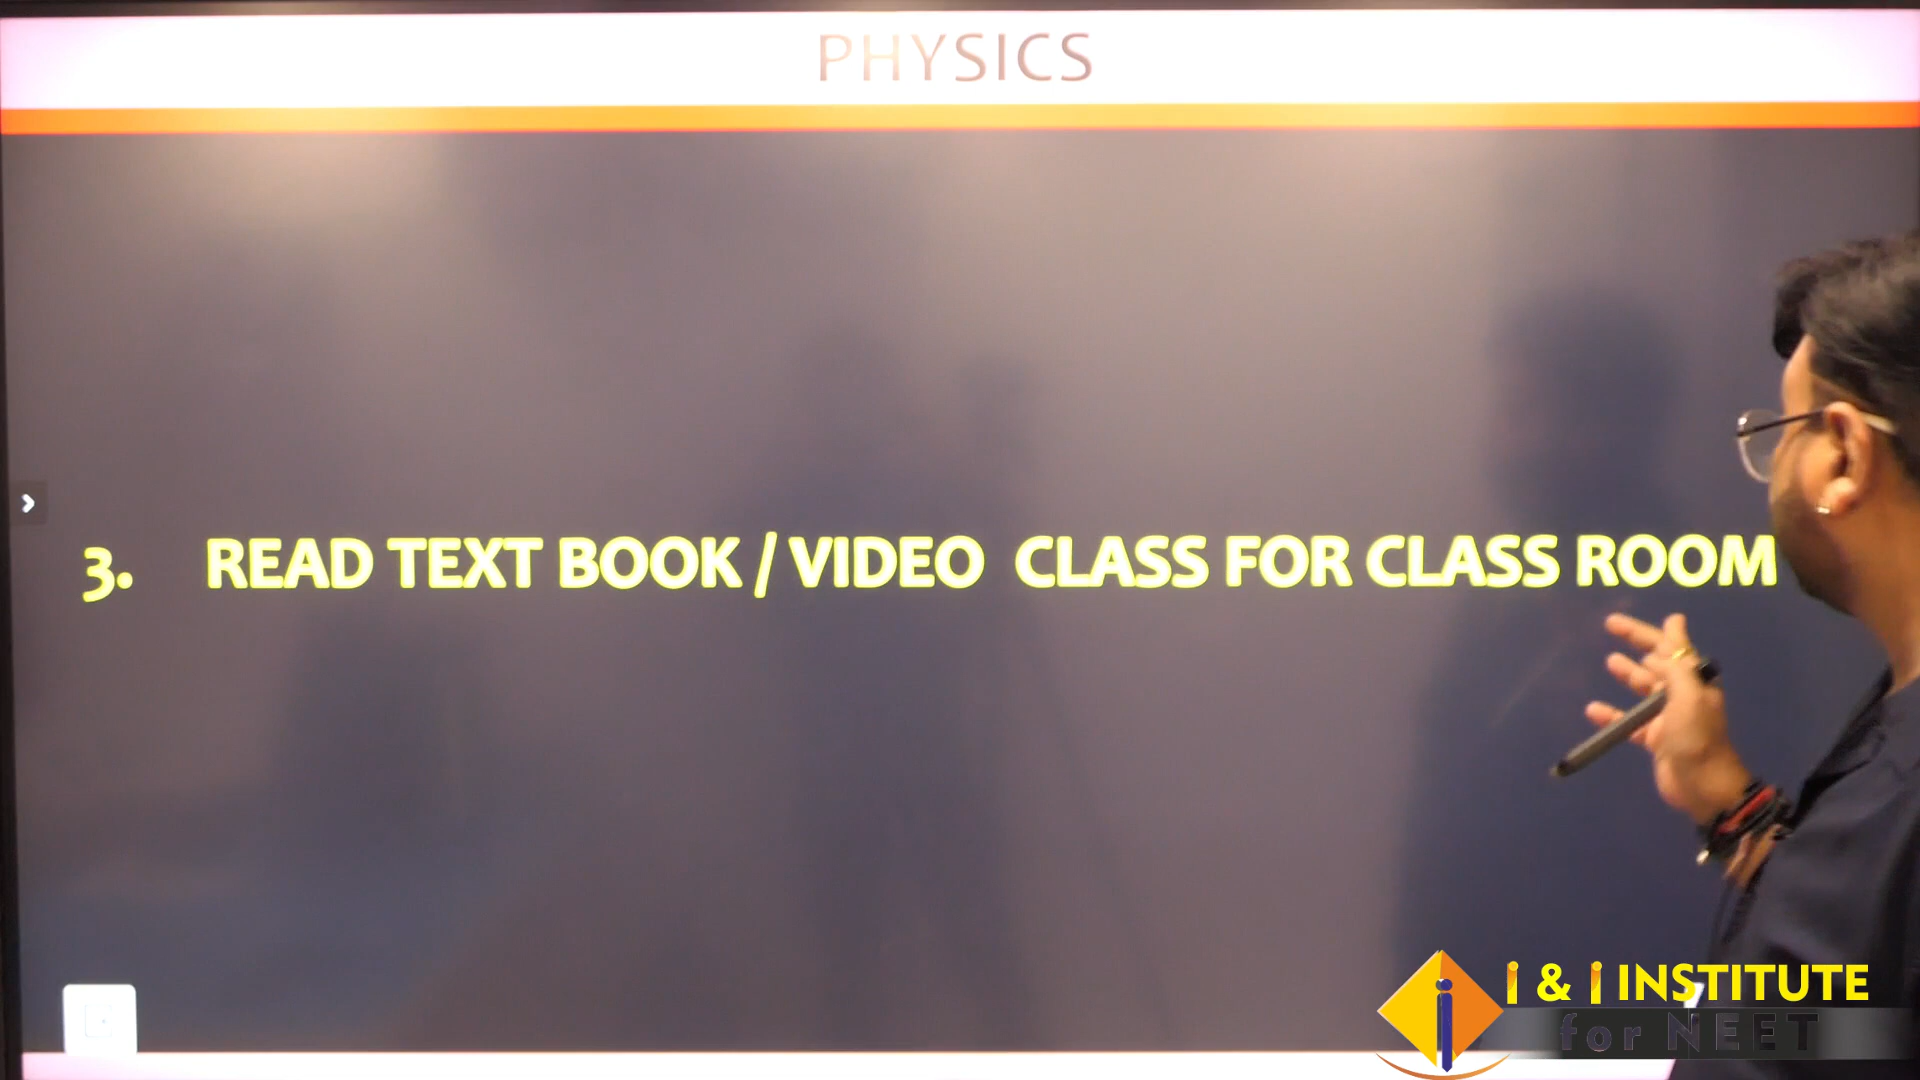 PHYSICS
3. READ TEXT BOOK / VIDEO CLASS FOR CLASS ROOM
i & i INSTITUTE
for NEET